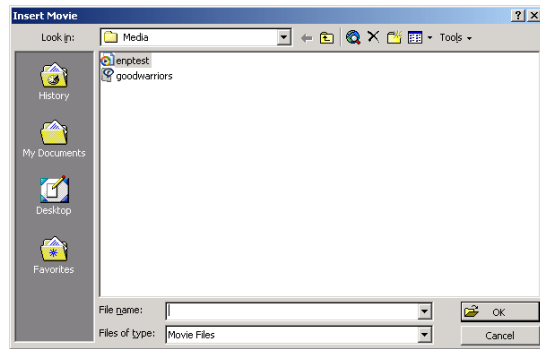 Insert Movie
Look in: Media Tools
enptest
goodwarriors
History
My Documents
Desktop
Favorites
File name: OK
Files of type: Movie Files Cancel